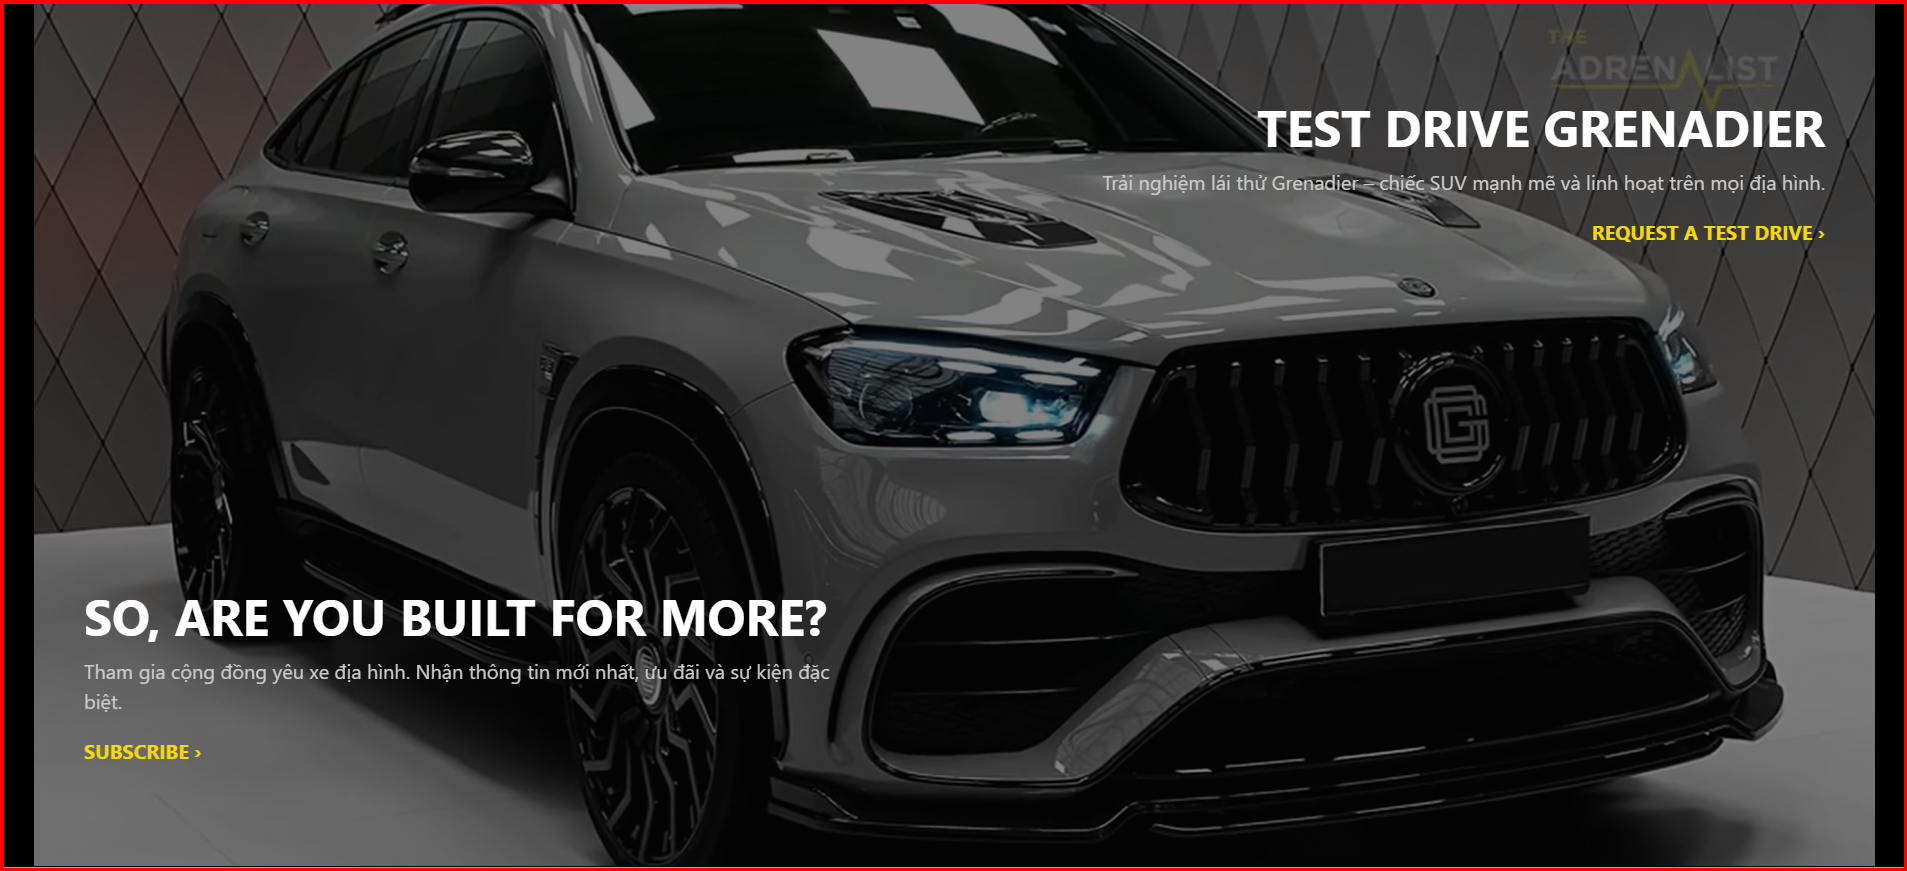 THE
ADRENALIST
TEST DRIVE GRENADIER
Trải nghiệm lái thử Grenadier – chiếc SUV mạnh mẽ và linh hoạt trên mọi địa hình.
REQUEST A TEST DRIVE ›
SO, ARE YOU BUILT FOR MORE?
Tham gia cộng đồng yêu xe địa hình. Nhận thông tin mới nhất, ưu đãi và sự kiện đặc
biệt.
SUBSCRIBE ›